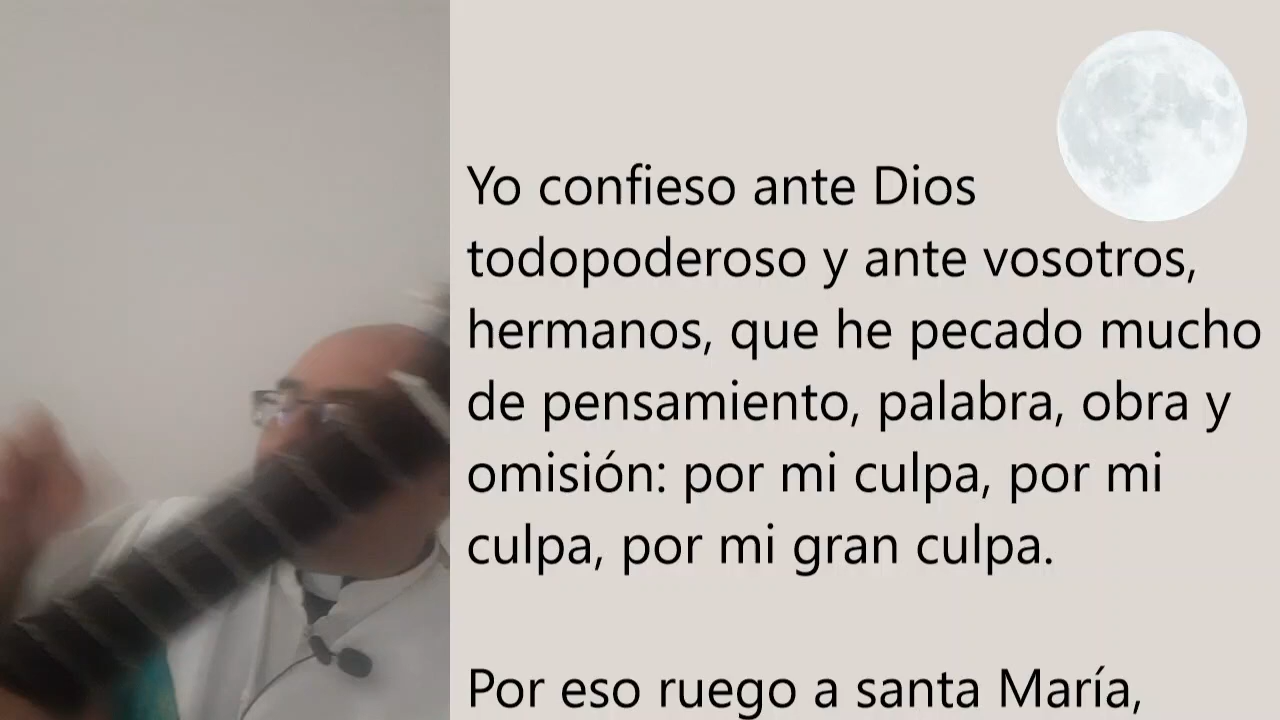 Yo confieso ante Dios
todopoderoso y ante vosotros,
hermanos, que he pecado mucho
de pensamiento, palabra, obra y
omisión: por mi culpa, por mi
culpa, por mi gran culpa.
Por eso ruego a santa María,